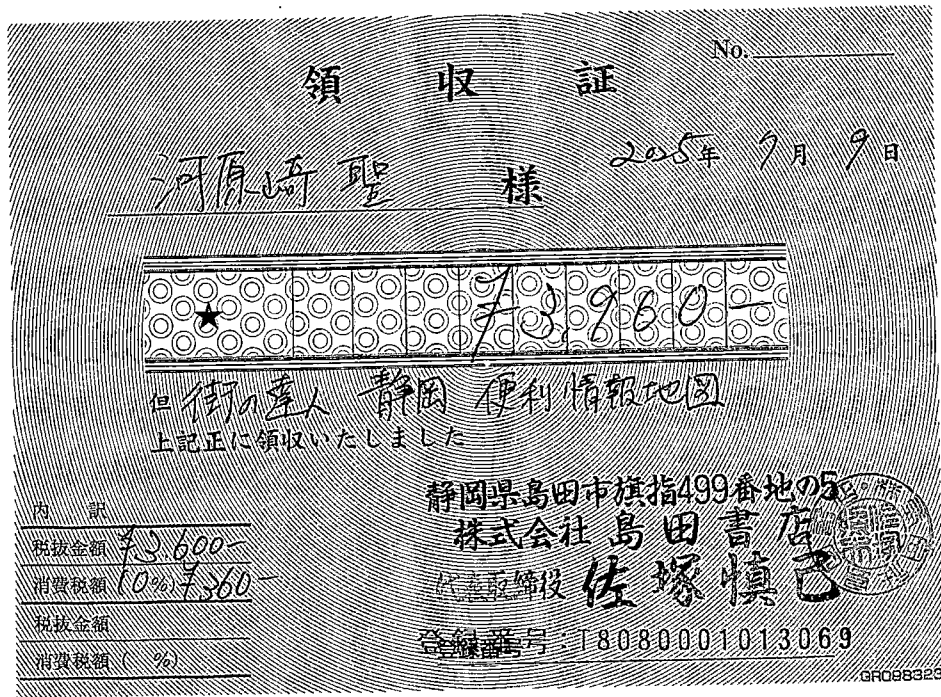 No.
領収証
2025年 9月 9日
河原崎 聖 様
★ ¥3,960-
但 街の達人 静岡 便利情報地図
上記正に領収いたしました
内 訳
税抜金額 ¥3,600-
消費税額(10%) ¥360-
税抜金額
消費税額( %)
静岡県島田市旗指499番地の5
株式会社 島田書店
代表取締役 佐塚慎己
登録番号:T8080001013069